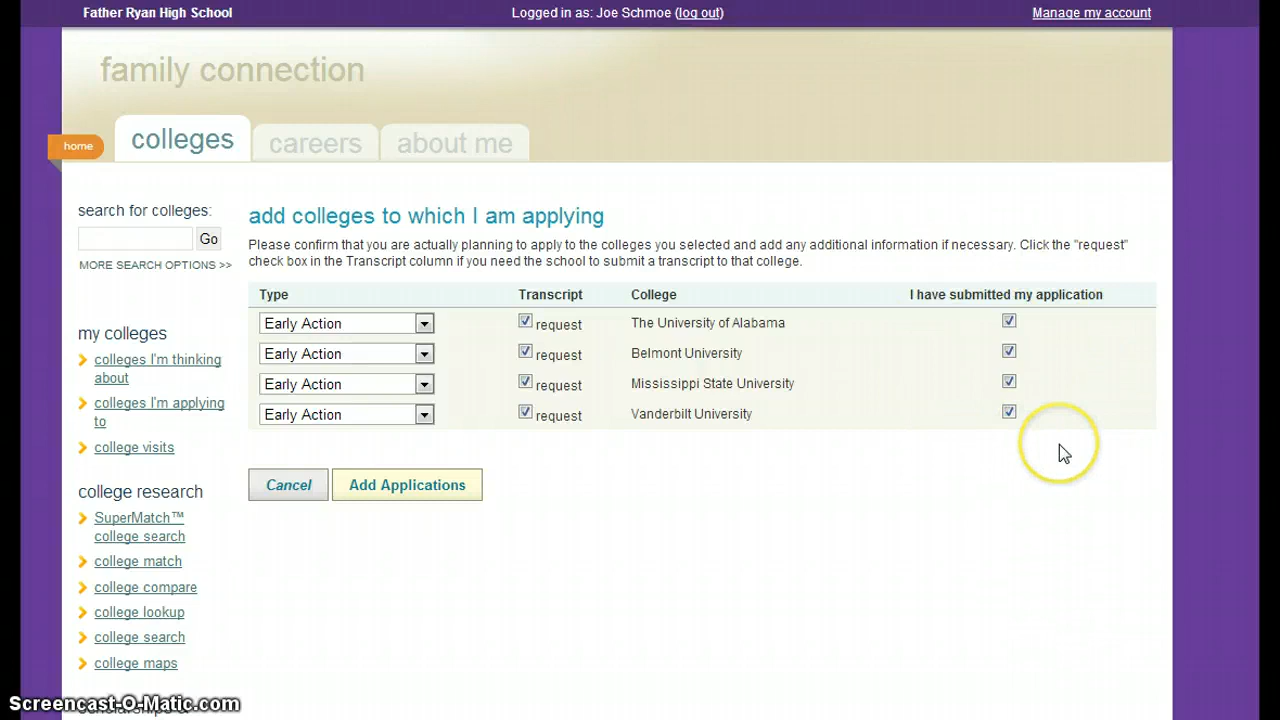 Father Ryan High School
Logged in as: Joe Schmoe (log out)
Manage my account
family connection
home
colleges
careers
about me
search for colleges:
Go
MORE SEARCH OPTIONS >>
my colleges
colleges I'm thinking
about
colleges I'm applying
to
college visits
college research
SuperMatch™
college search
college match
college compare
college lookup
college search
college maps
add colleges to which I am applying
Please confirm that you are actually planning to apply to the colleges you selected and add any additional information if necessary. Click the "request"
check box in the Transcript column if you need the school to submit a transcript to that college.
Type Transcript College I have submitted my application
Early Action request The University of Alabama
Early Action request Belmont University
Early Action request Mississippi State University
Early Action request Vanderbilt University
Cancel
Add Applications
Screencast-O-Matic.com